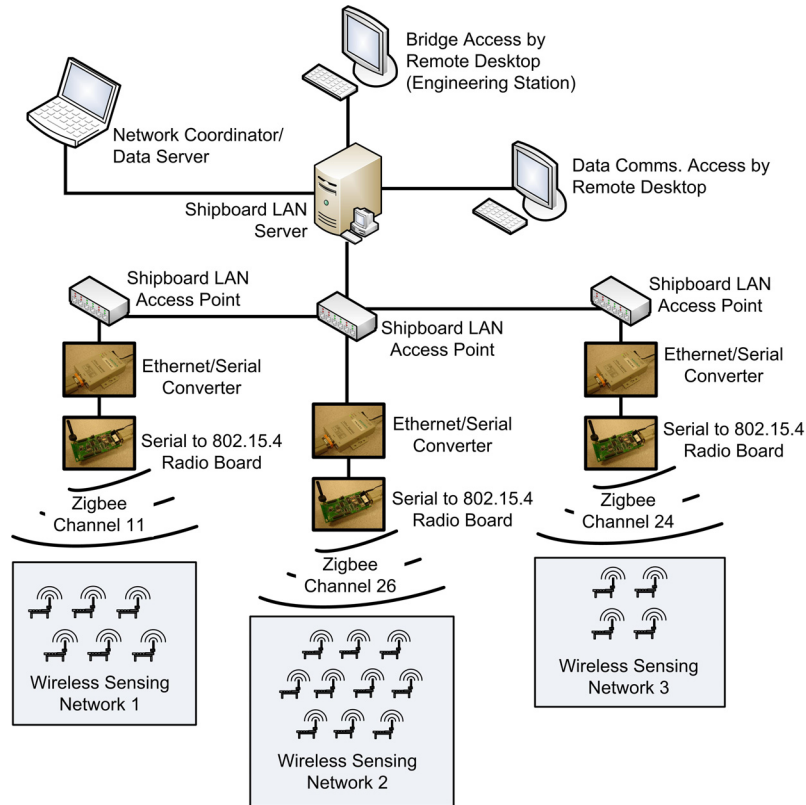 Bridge Access by
Remote Desktop
(Engineering Station)
Network Coordinator/
Data Server
Data Comms. Access by
Remote Desktop
Shipboard LAN
Server
Shipboard LAN
Access Point
Shipboard LAN
Access Point
Shipboard LAN
Access Point
Ethernet/Serial
Converter
Ethernet/Serial
Converter
Ethernet/Serial
Converter
Serial to 802.15.4
Radio Board
Serial to 802.15.4
Radio Board
Serial to 802.15.4
Radio Board
Zigbee
Channel 11
Zigbee
Channel 26
Zigbee
Channel 24
Wireless Sensing
Network 1
Wireless Sensing
Network 2
Wireless Sensing
Network 3